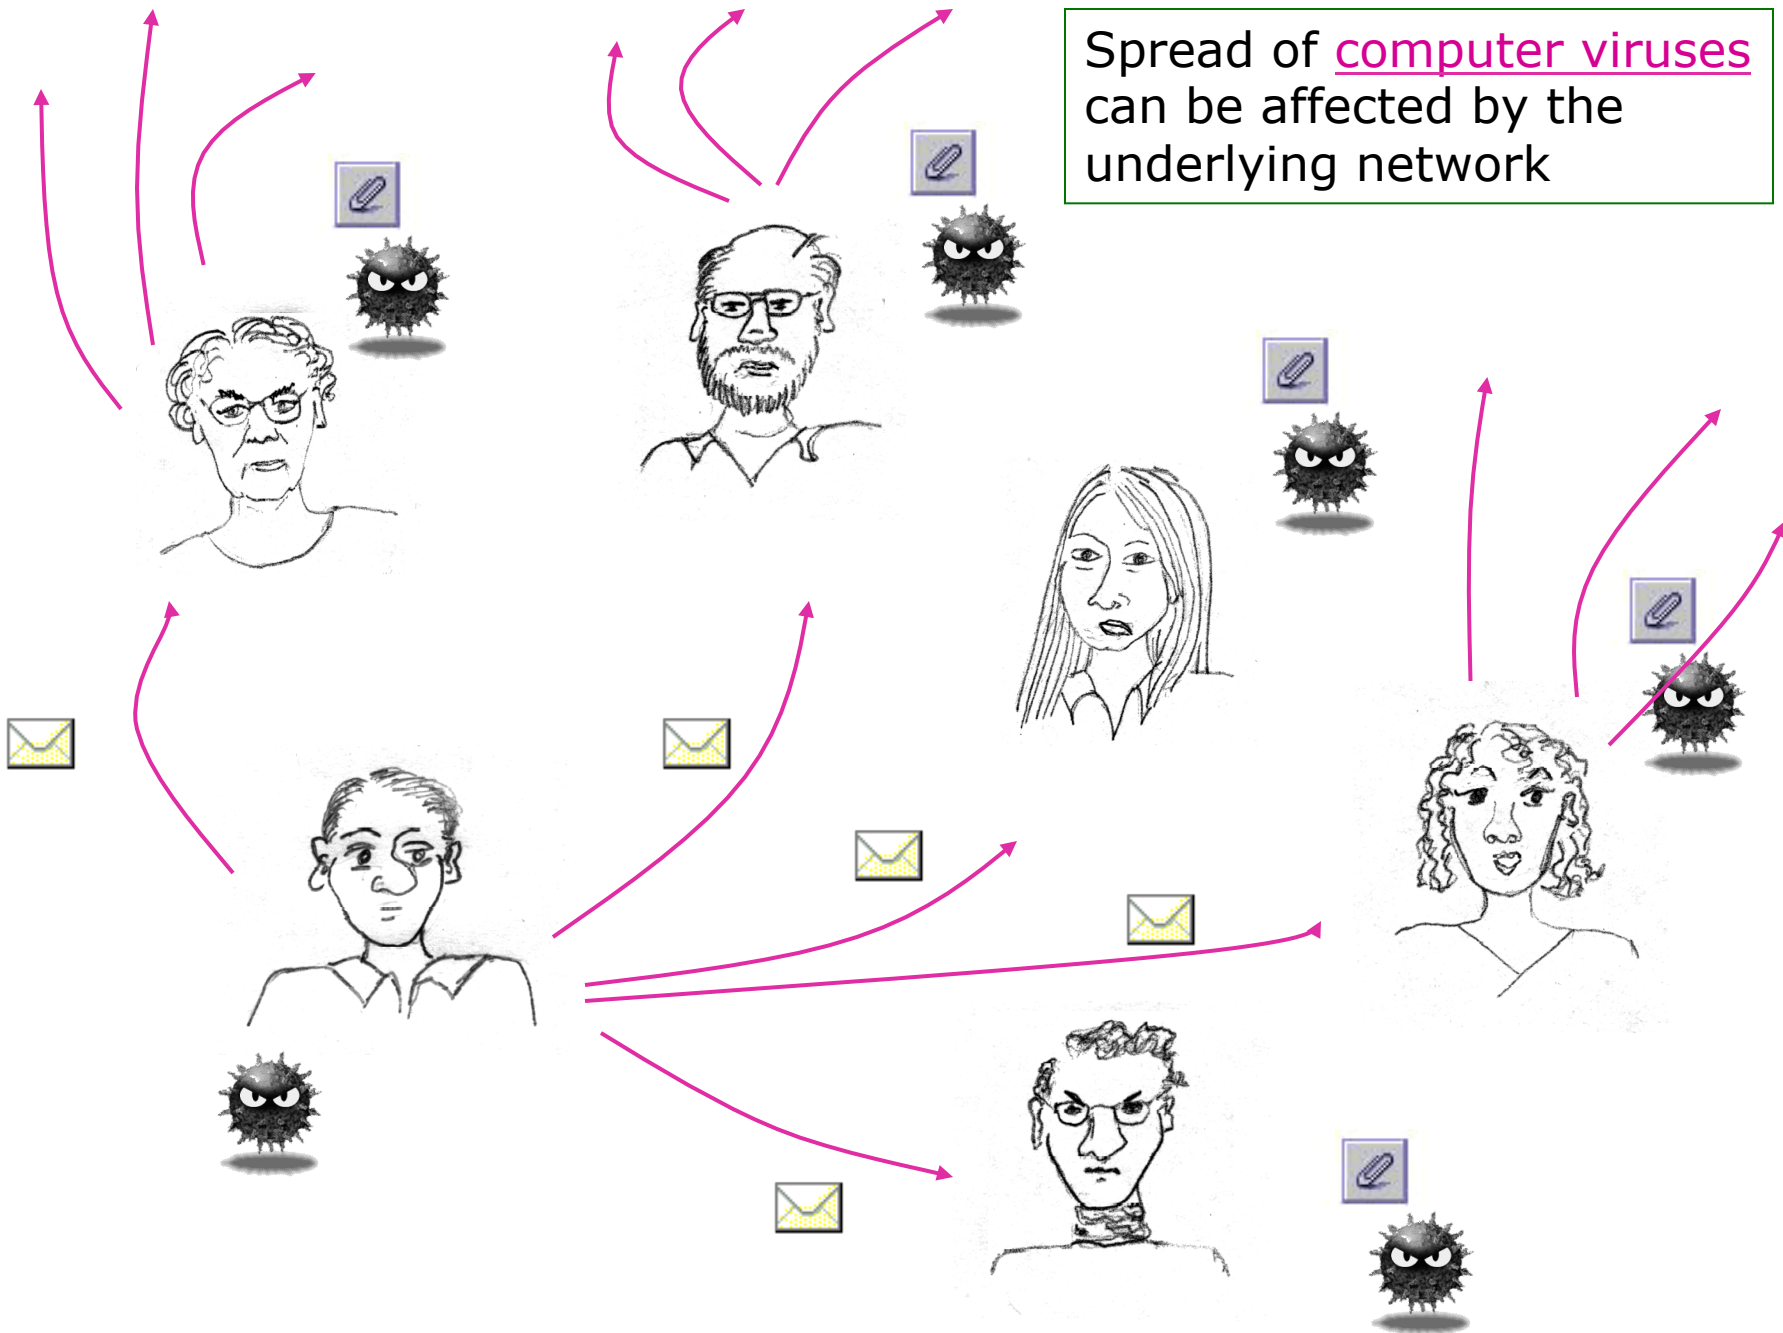 Spread of computer viruses
can be affected by the
underlying network